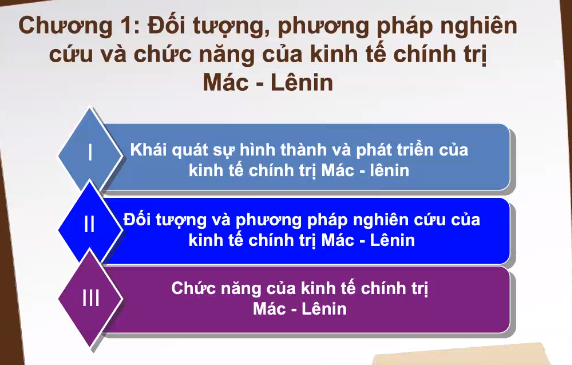 Chương 1: Đối tượng, phương pháp nghiên
cứu và chức năng của kinh tế chính trị
Mác - Lênin
I
Khái quát sự hình thành và phát triển của
kinh tế chính trị Mác - lênin
II
Đối tượng và phương pháp nghiên cứu của
kinh tế chính trị Mác - Lênin
III
Chức năng của kinh tế chính trị
Mác - Lênin